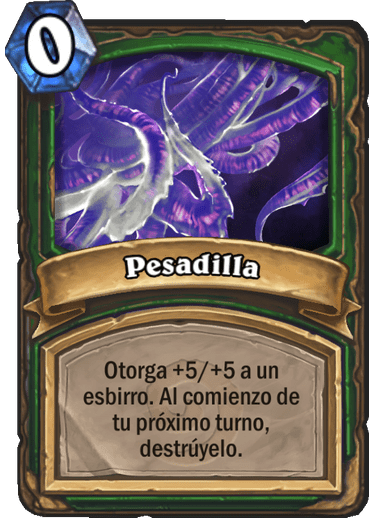 0
Pesadilla
Otorga +5/+5 a un
esbirro. Al comienzo de
tu próximo turno,
destrúyelo.